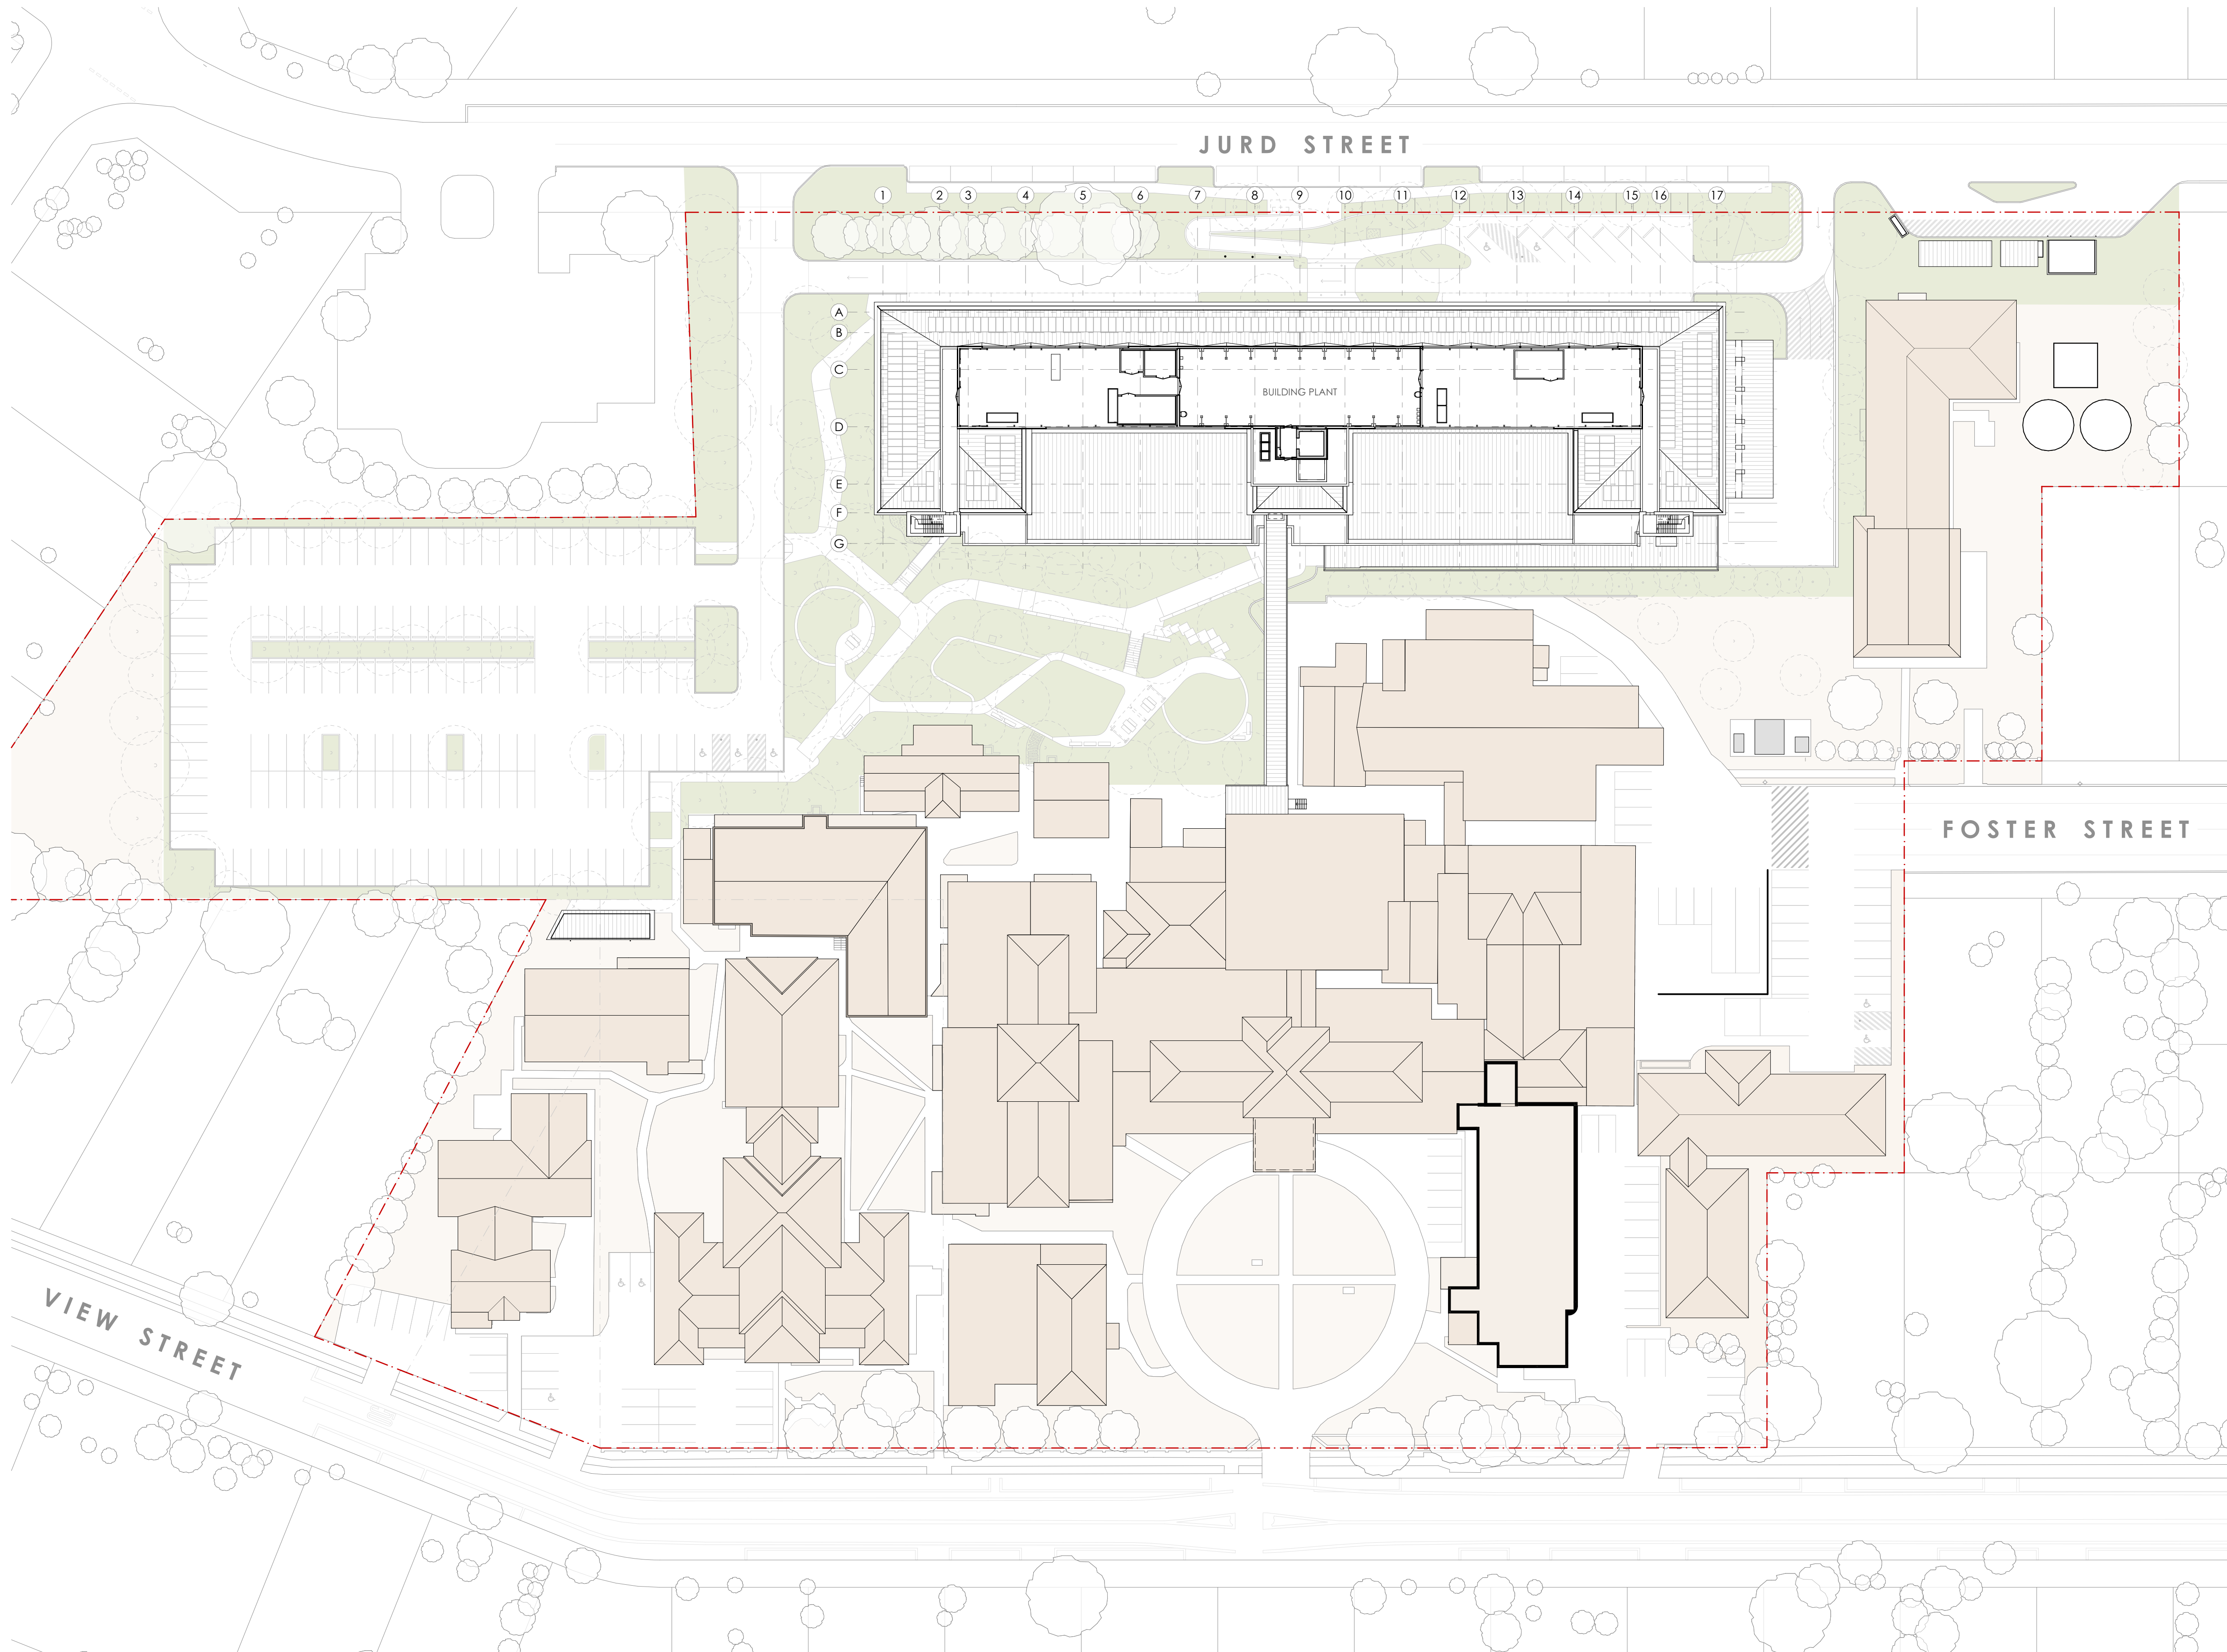 JURD STREET
1 2 3 4 5 6 7 8 9 10 11 12 13 14 15 16 17
A
B
C
BUILDING PLANT
D
E
F
G
FOSTER STREET
VIEW STREET